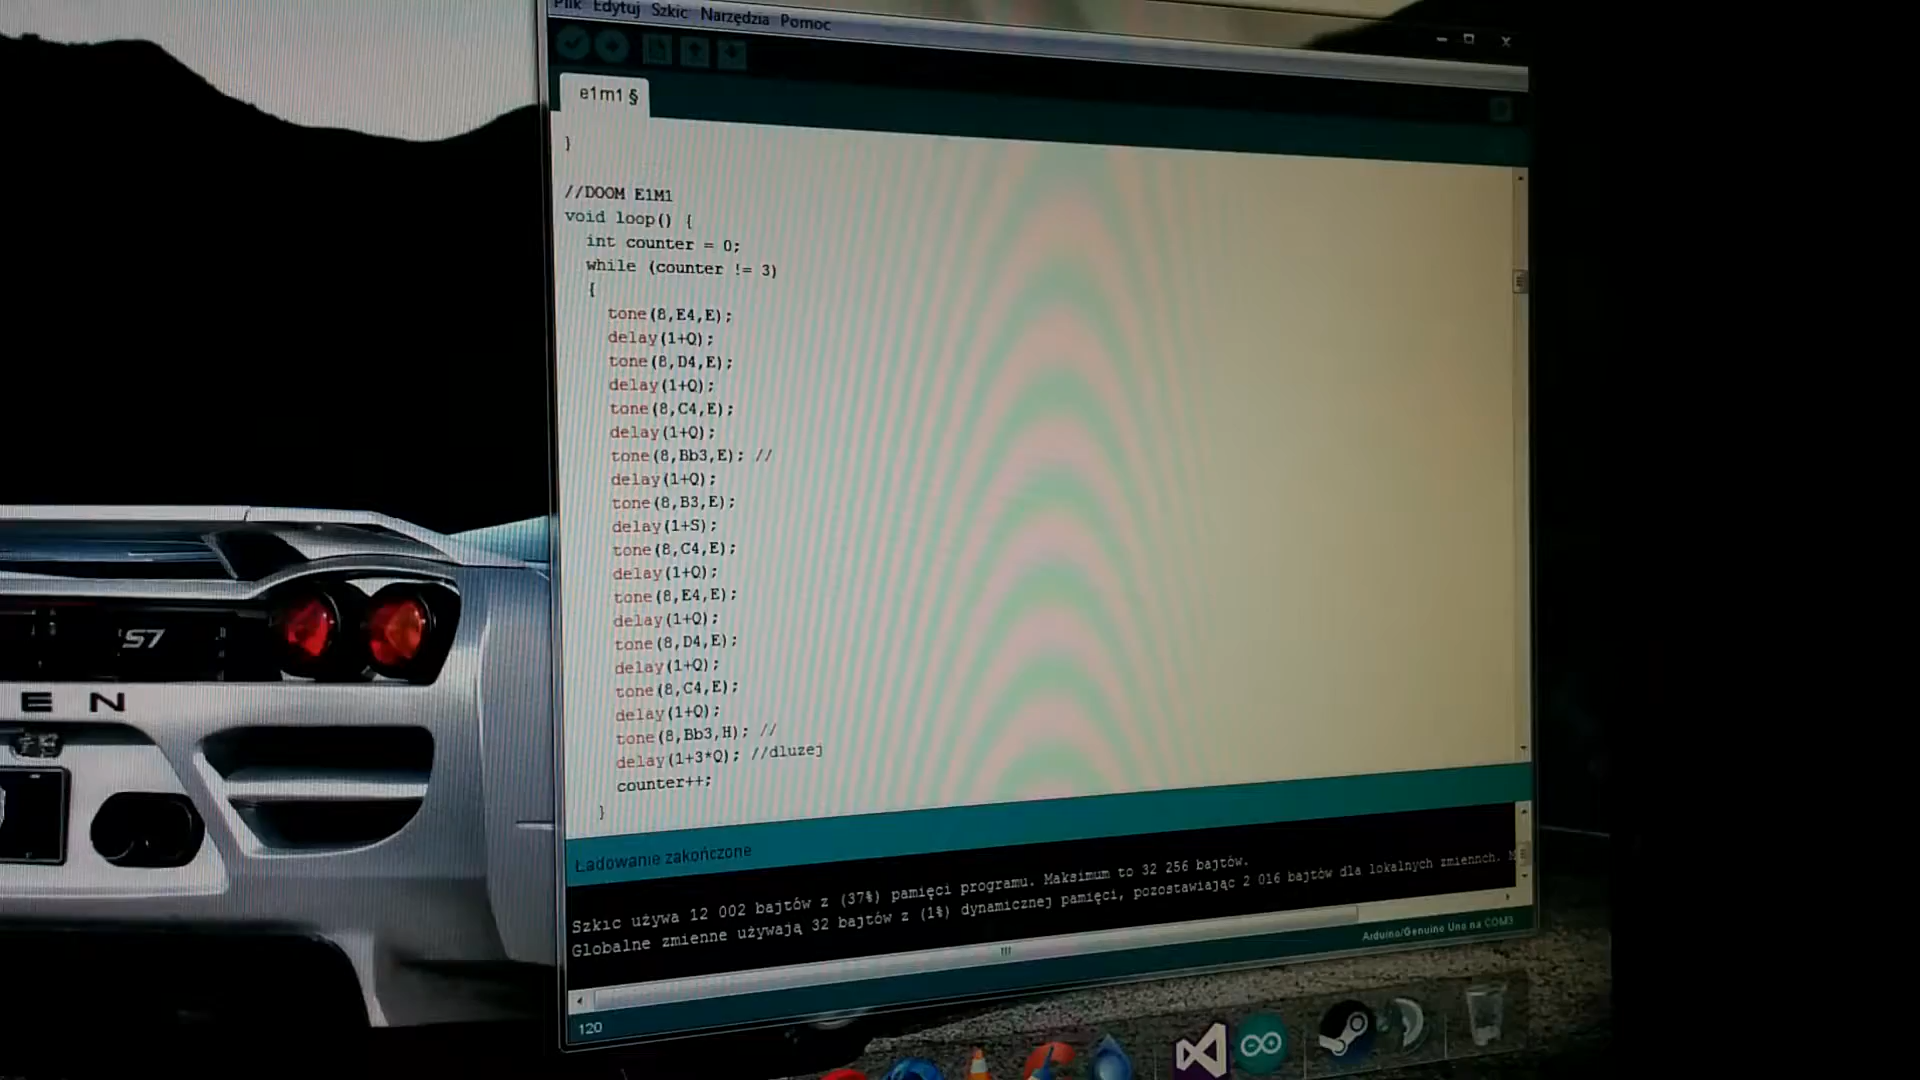 Plik Edytuj Szkic Narzędzia Pomoc
e1m1 §
}
//DOOM E1M1
void loop() {
int counter = 0;
while (counter != 3)
{
tone(8,E4,E);
delay(1+Q);
tone(8,D4,E);
delay(1+Q);
tone(8,C4,E);
delay(1+Q);
tone(8,Bb3,E); //
delay(1+Q);
tone(8,B3,E);
delay(1+S);
tone(8,C4,E);
delay(1+Q);
tone(8,E4,E);
delay(1+Q);
tone(8,D4,E);
delay(1+Q);
tone(8,C4,E);
delay(1+Q);
tone(8,Bb3,H); //
delay(1+3*Q); //dluzej
counter++;
}
Ładowanie zakończone
Szkic używa 12 002 bajtów z (37%) pamięci programu. Maksimum to 32 256 bajtów.
Globalne zmienne używają 32 bajtów z (1%) dynamicznej pamięci, pozostawiając 2 016 bajtów dla lokalnych zmiennch.
Arduino/Genuino Uno na COM3
120
S7
EN